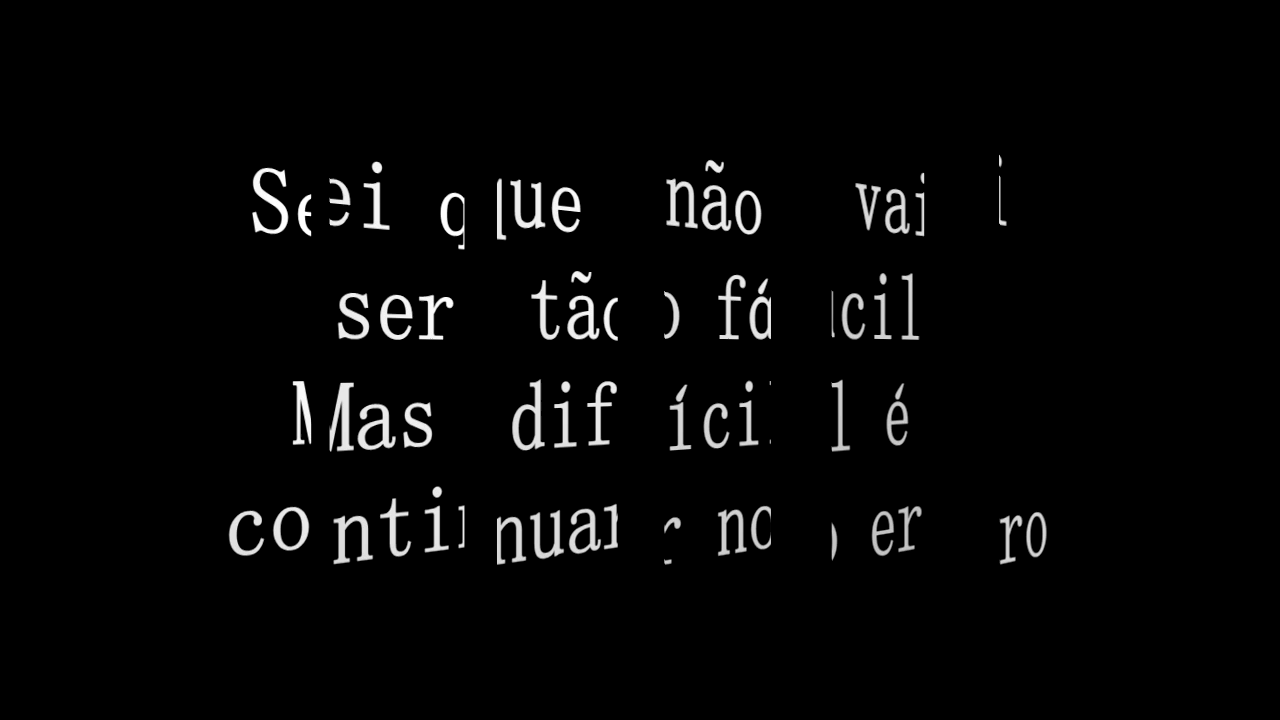 Sei que não vai
ser tão fácil
Mas difícil é
continuar no erro